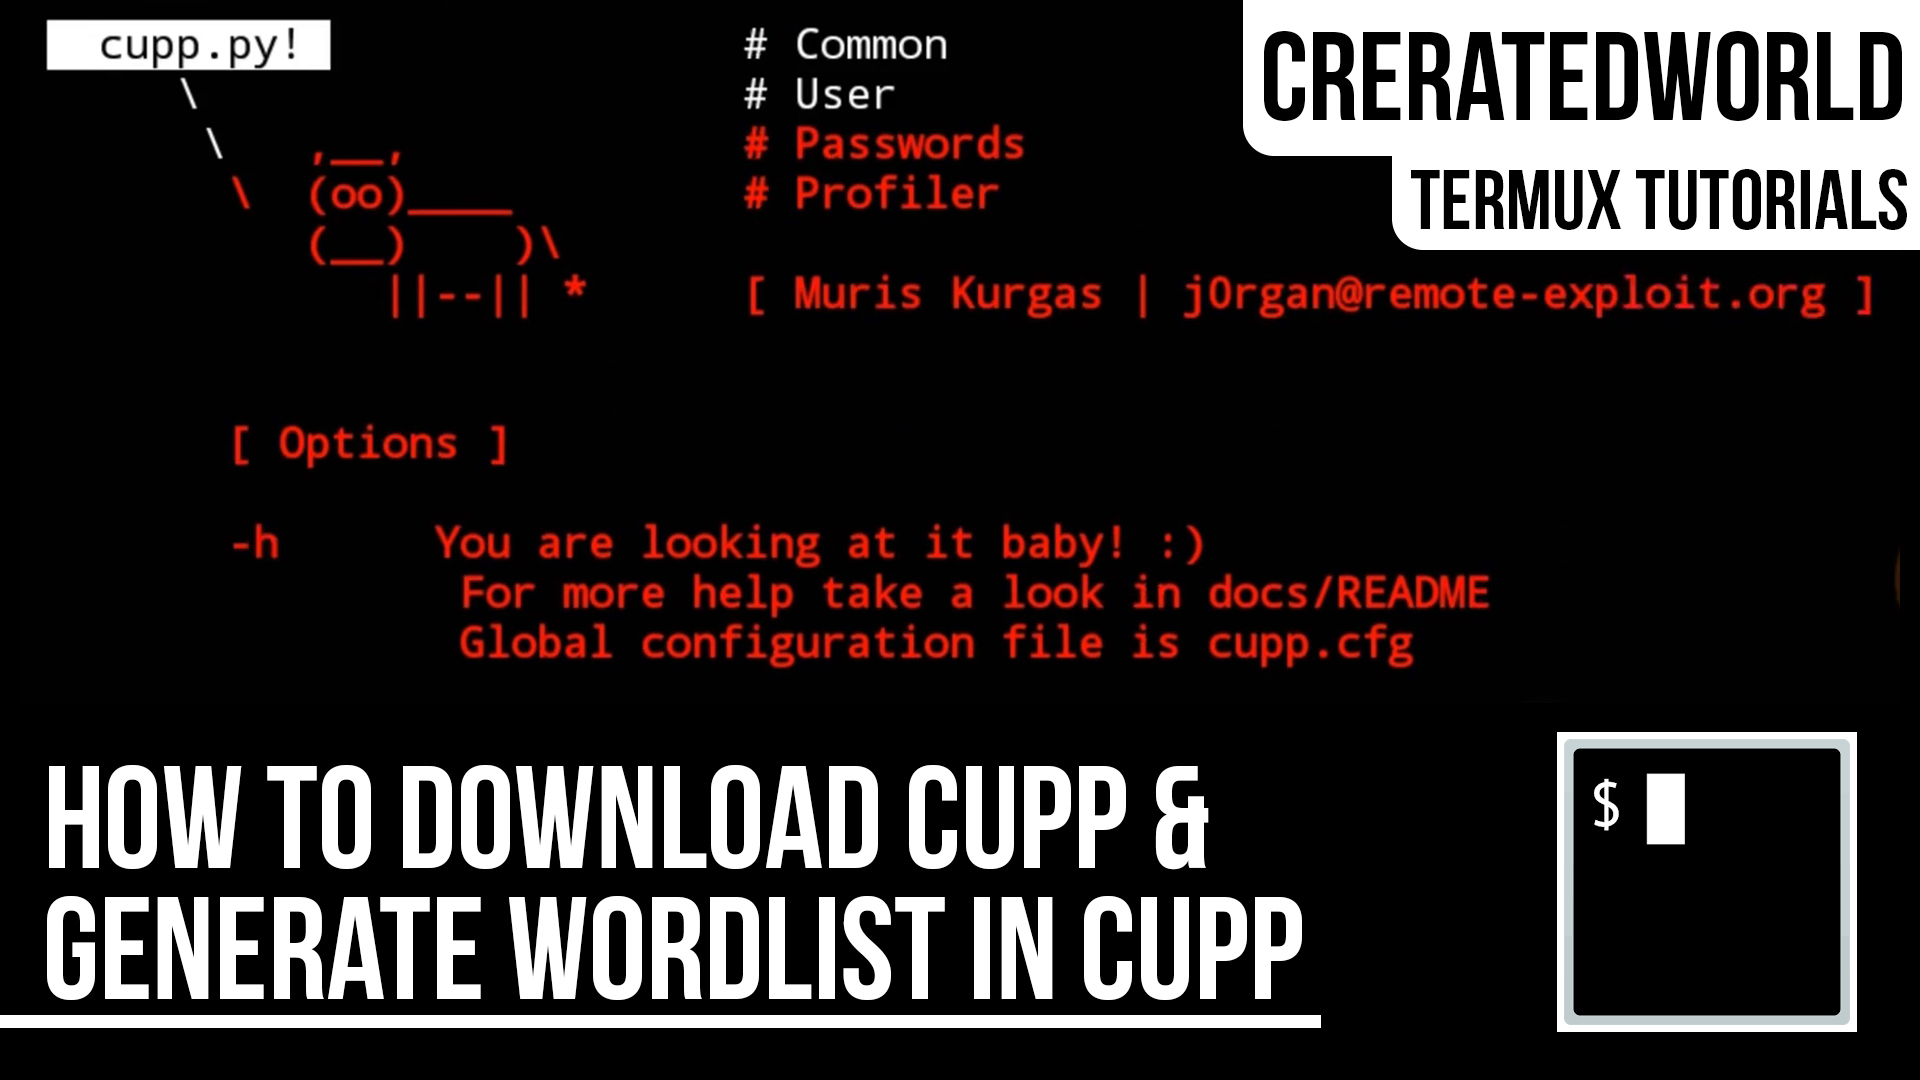 cupp.py!
# Common
# User
# Passwords
# Profiler
\
\
\   ,__,
(oo)____
(__)    )\
||--|| *
[ Muris Kurgas | j0rgan@remote-exploit.org ]
CRERATEDWORLD
TERMUX TUTORIALS
[ Options ]
-h      You are looking at it baby! :)
For more help take a look in docs/README
Global configuration file is cupp.cfg
HOW TO DOWNLOAD CUPP &
GENERATE WORDLIST IN CUPP
$